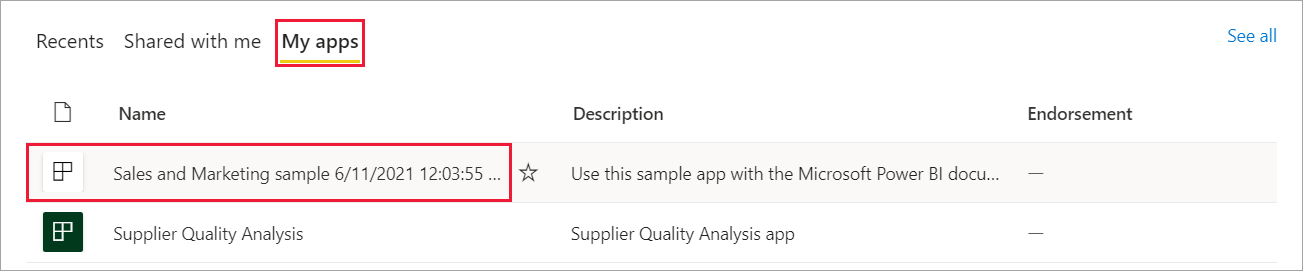 Recents Shared with me My apps See all
Name Description Endorsement
Sales and Marketing sample 6/11/2021 12:03:55 ... Use this sample app with the Microsoft Power BI docu... —
Supplier Quality Analysis Supplier Quality Analysis app —